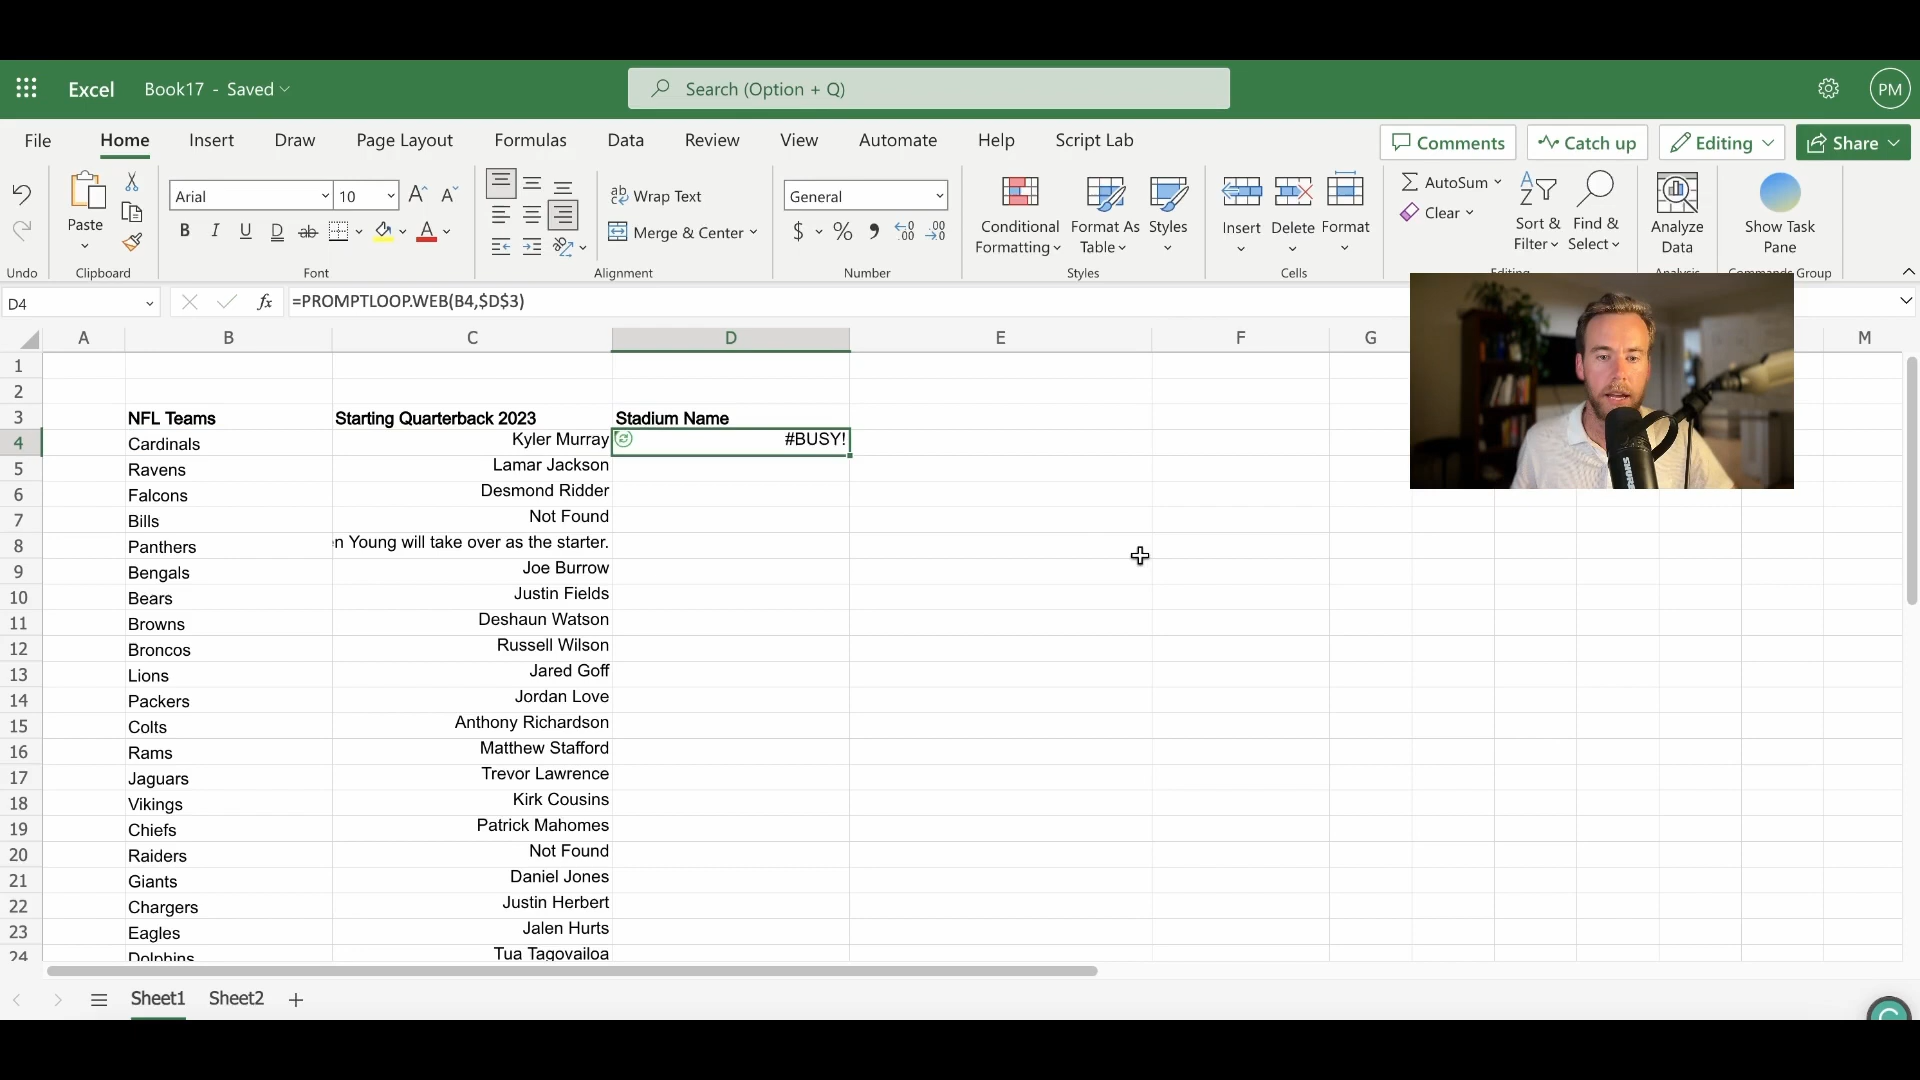 Excel Book17 - Saved Search (Option + Q) PM
File Home Insert Draw Page Layout Formulas Data Review View Automate Help Script Lab Comments Catch up Editing Share
Arial 10 Wrap Text General AutoSum
Paste Conditional Formatting Format As Table Styles Insert Delete Format Clear Sort & Filter Find & Select Analyze Data Show Task Pane
B I U D ab A Merge & Center $ % 9 .00
Undo Clipboard Font Alignment Number Styles Cells Editing Analysis Commands Group
D4 fx =PROMPTLOOP.WEB(B4,$D$3)
A B C D E F G M
1
2
3 NFL Teams Starting Quarterback 2023 Stadium Name
4 Cardinals Kyler Murray #BUSY!
5 Ravens Lamar Jackson
6 Falcons Desmond Ridder
7 Bills Not Found
8 Panthers n Young will take over as the starter.
9 Bengals Joe Burrow
10 Bears Justin Fields
11 Browns Deshaun Watson
12 Broncos Russell Wilson
13 Lions Jared Goff
14 Packers Jordan Love
15 Colts Anthony Richardson
16 Rams Matthew Stafford
17 Jaguars Trevor Lawrence
18 Vikings Kirk Cousins
19 Chiefs Patrick Mahomes
20 Raiders Not Found
21 Giants Daniel Jones
22 Chargers Justin Herbert
23 Eagles Jalen Hurts
24 Dolphins Tua Tagovailoa
Sheet1 Sheet2